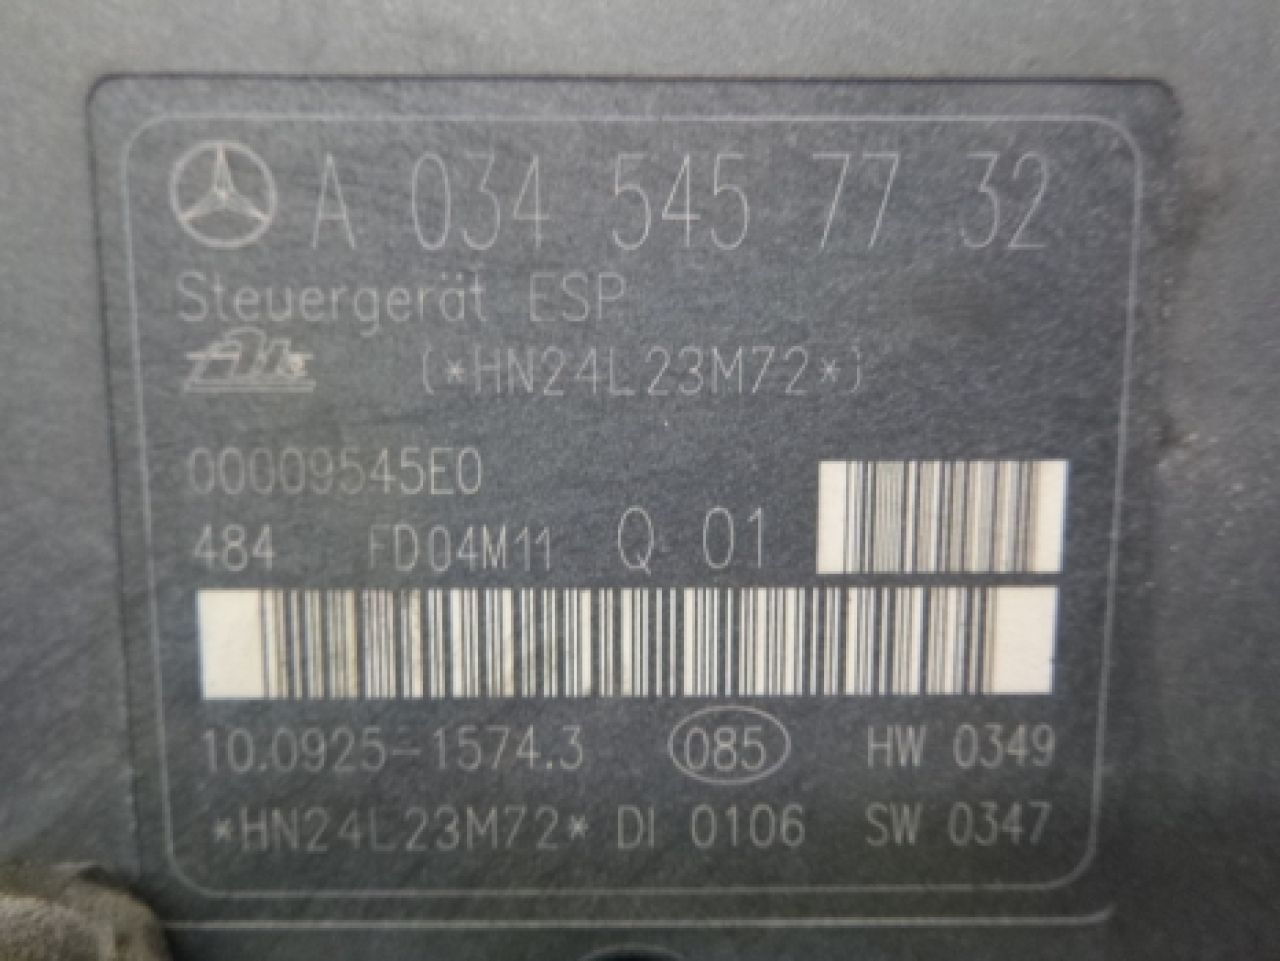 A 034 545 77 32
Steuergerät ESP
Ate (*HN24L23M72*)
00009545E0
484 FD04M11 Q 01
10.0925-1574.3 085 HW 0349
*HN24L23M72* DI 0106 SW 0347